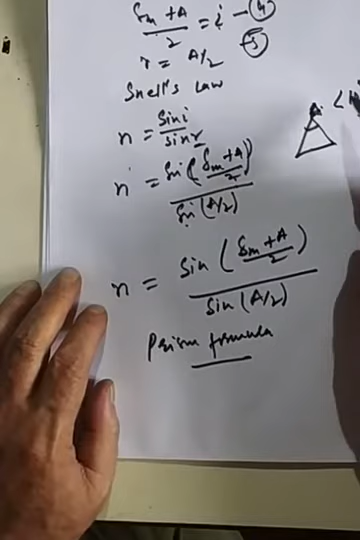 δm + A / 2 = i — (4)
r = A/2 — (5)
Snell's Law
n = sin i / sin r
A
n = sin (δm + A / 2) / sin (A/2)
n = sin (δm + A / 2) / sin (A/2)
Prism formula